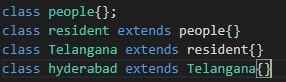 class people{};
class resident extends people{}
class Telangana extends resident{}
class hyderabad extends Telangana{}